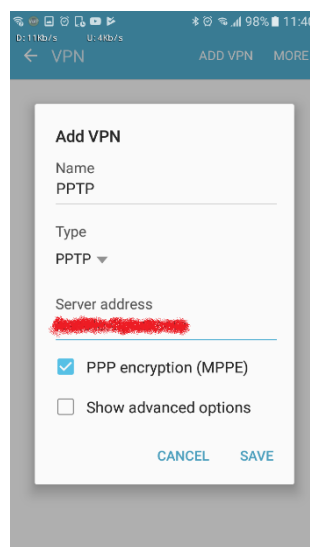 98% 11:40
D:11Kb/s U:4Kb/s
VPN ADD VPN MORE
Add VPN
Name
PPTP
Type
PPTP
Server address
PPP encryption (MPPE)
Show advanced options
CANCEL SAVE